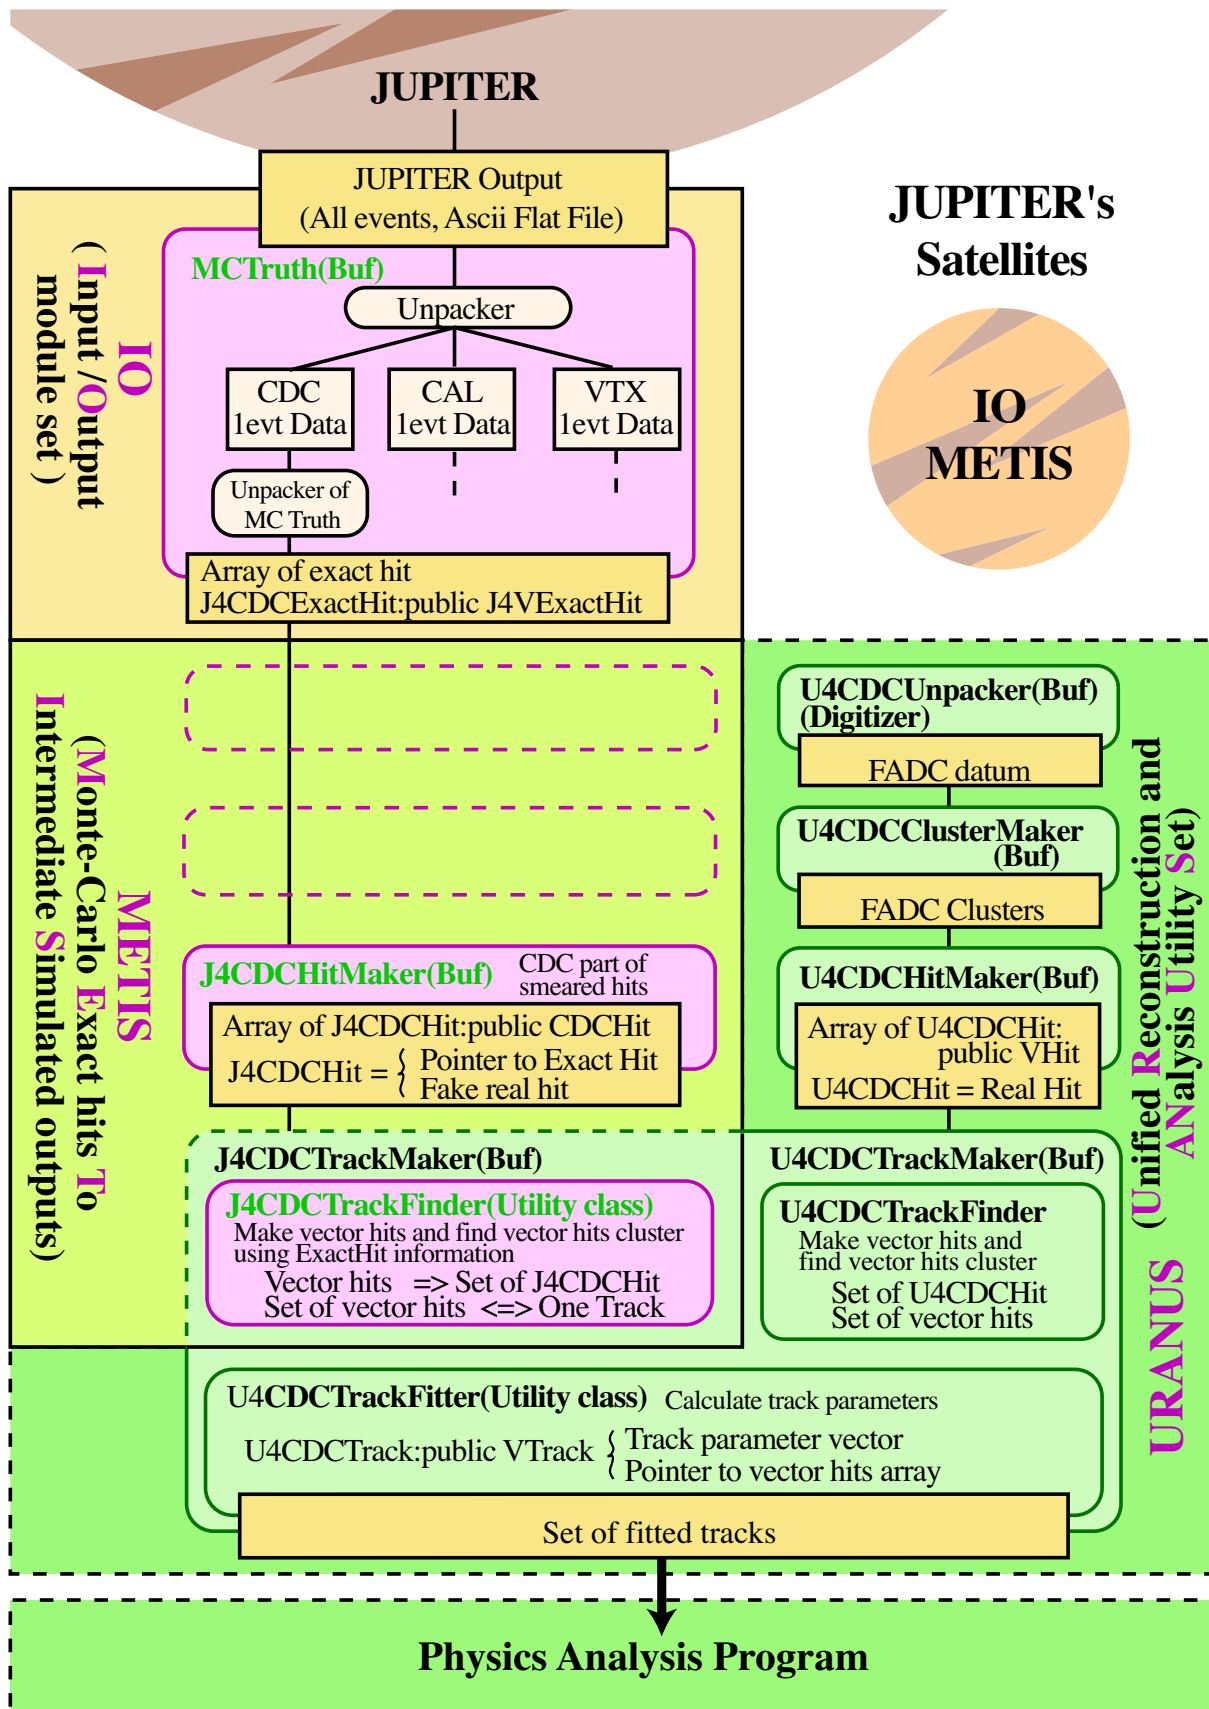 JUPITER
JUPITER Output
(All events, Ascii Flat File)
JUPITER's
Satellites
IO
METIS
IO
( Input /Output
module set )
MCTruth(Buf)
Unpacker
CDC
1evt Data
CAL
1evt Data
VTX
1evt Data
Unpacker of
MC Truth
Array of exact hit
J4CDCExactHit:public J4VExactHit
METIS
(Monte-Carlo Exact hits To
Intermediate Simulated outputs)
J4CDCHitMaker(Buf)
CDC part of
smeared hits
Array of J4CDCHit:public CDCHit
J4CDCHit = {
Pointer to Exact Hit
Fake real hit
U4CDCUnpacker(Buf)
(Digitizer)
FADC datum
U4CDCClusterMaker
(Buf)
FADC Clusters
U4CDCHitMaker(Buf)
Array of U4CDCHit:
public VHit
U4CDCHit = Real Hit
URANUS
(Unified Reconstruction and
ANalysis Utility Set)
J4CDCTrackMaker(Buf)
J4CDCTrackFinder(Utility class)
Make vector hits and find vector hits cluster
using ExactHit information
Vector hits => Set of J4CDCHit
Set of vector hits <=> One Track
U4CDCTrackMaker(Buf)
U4CDCTrackFinder
Make vector hits and
find vector hits cluster
Set of U4CDCHit
Set of vector hits
U4CDCTrackFitter(Utility class) Calculate track parameters
U4CDCTrack:public VTrack {
Track parameter vector
Pointer to vector hits array
Set of fitted tracks
Physics Analysis Program